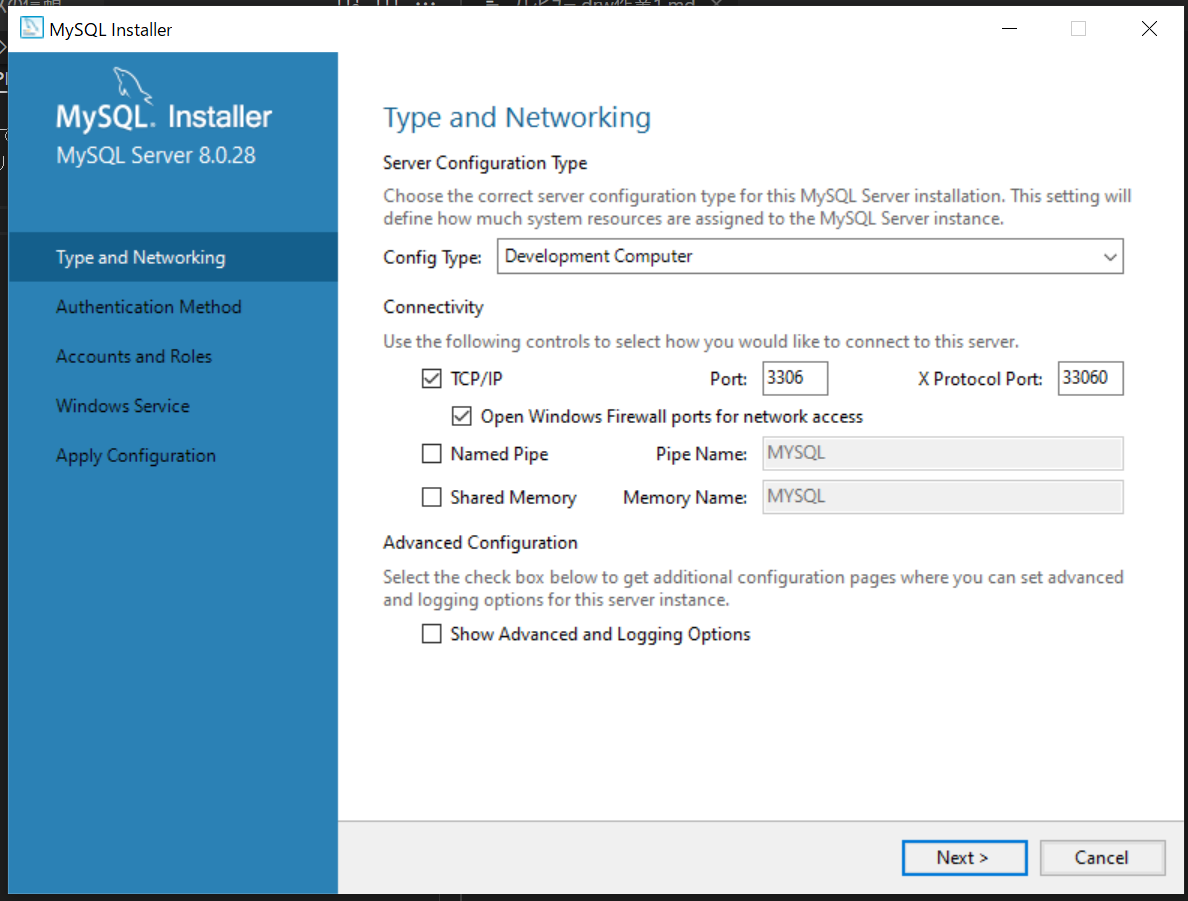 MySQL Installer
MySQL. Installer
MySQL Server 8.0.28
Type and Networking
Authentication Method
Accounts and Roles
Windows Service
Apply Configuration
Type and Networking
Server Configuration Type
Choose the correct server configuration type for this MySQL Server installation. This setting will
define how much system resources are assigned to the MySQL Server instance.
Config Type: Development Computer
Connectivity
Use the following controls to select how you would like to connect to this server.
TCP/IP Port: 3306 X Protocol Port: 33060
Open Windows Firewall ports for network access
Named Pipe Pipe Name: MYSQL
Shared Memory Memory Name: MYSQL
Advanced Configuration
Select the check box below to get additional configuration pages where you can set advanced
and logging options for this server instance.
Show Advanced and Logging Options
Next > Cancel